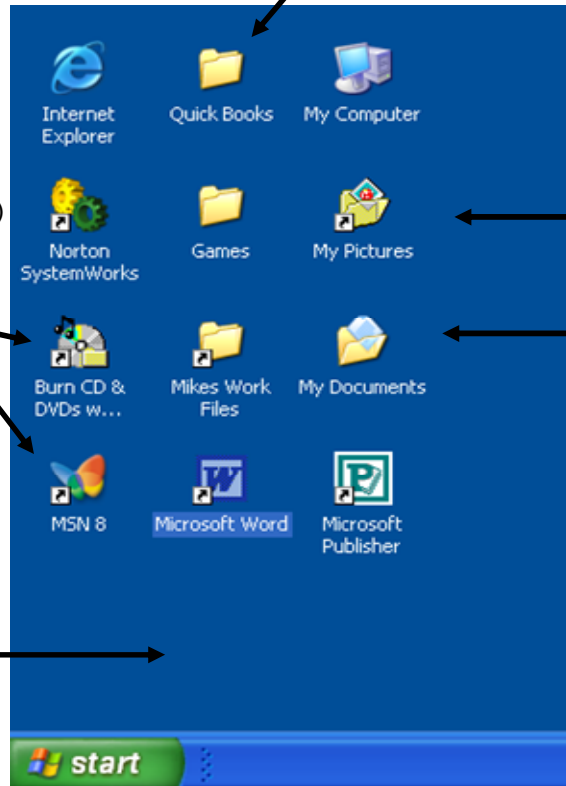 Internet
Explorer
Quick Books
My Computer
)
Norton
SystemWorks
Games
My Pictures
Burn CD &
DVDs w...
Mikes Work
Files
My Documents
MSN 8
Microsoft Word
Microsoft
Publisher
start